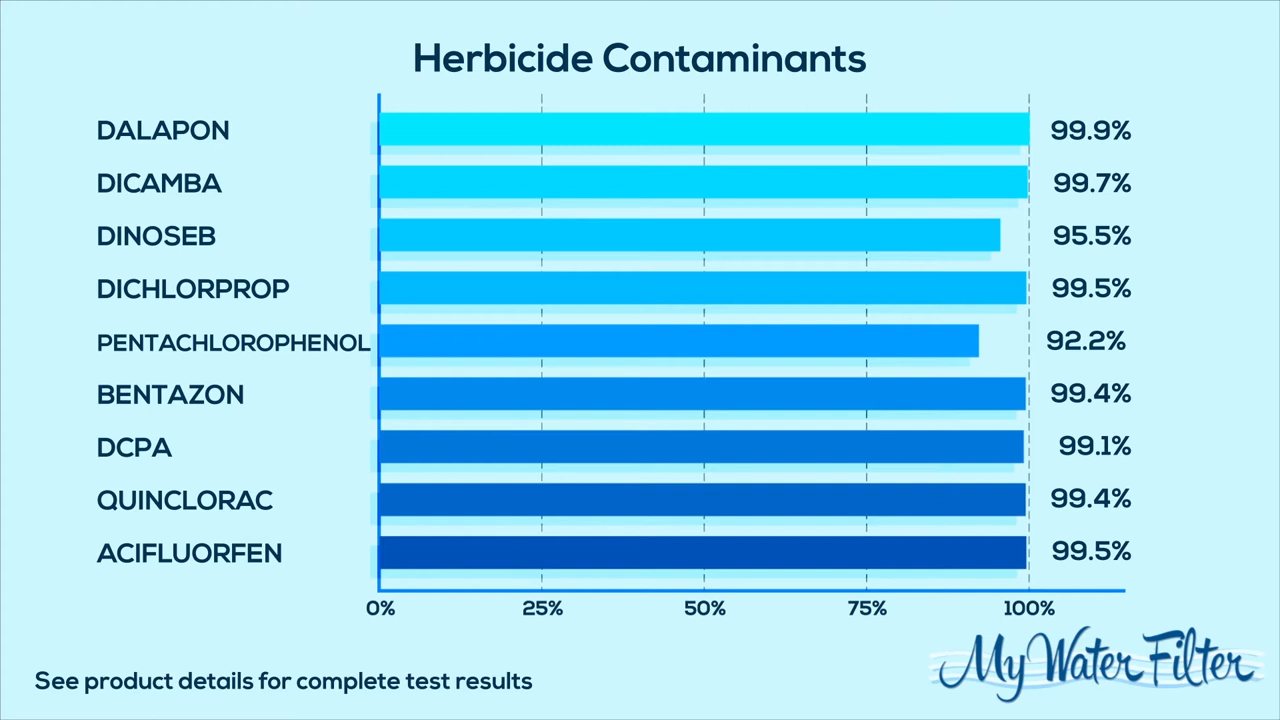 Herbicide Contaminants
DALAPON 99.9%
DICAMBA 99.7%
DINOSEB 95.5%
DICHLORPROP 99.5%
PENTACHLOROPHENOL 92.2%
BENTAZON 99.4%
DCPA 99.1%
QUINCLORAC 99.4%
ACIFLUORFEN 99.5%
0% 25% 50% 75% 100%
My Water Filter
See product details for complete test results